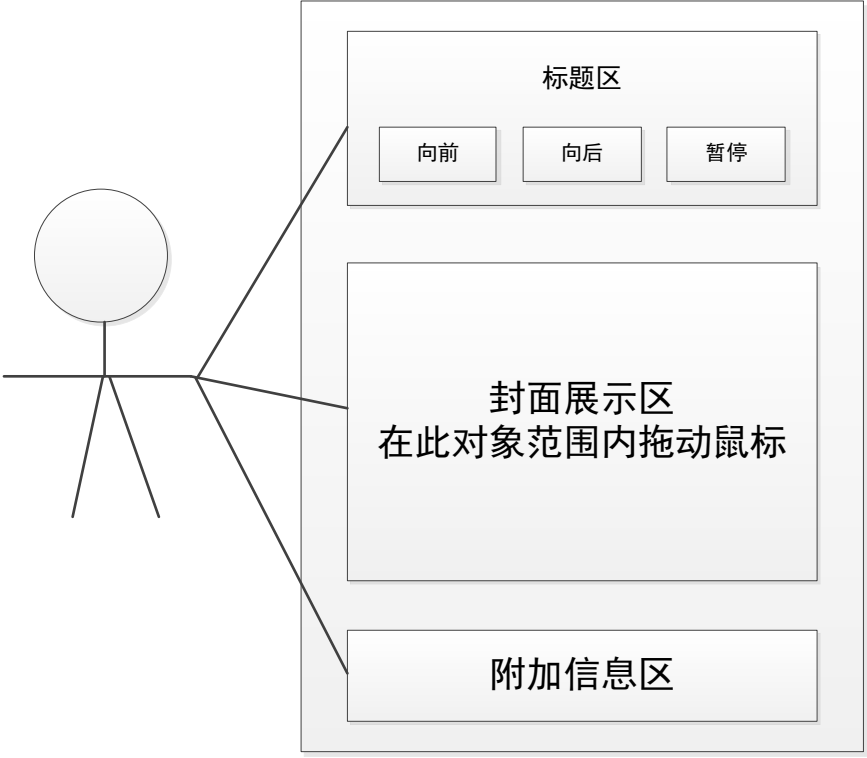 标题区
向前
向后
暂停
封面展示区
在此对象范围内拖动鼠标
附加信息区